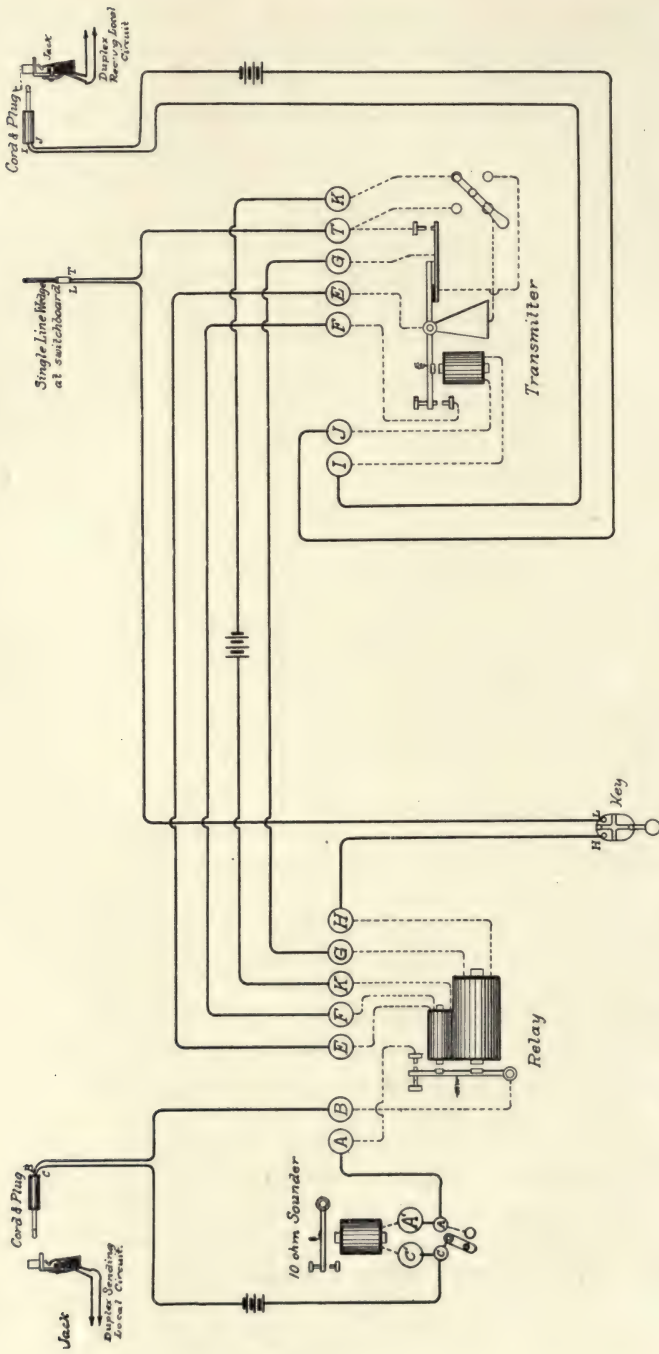 Cord & Plug
B
C
Jack
Duplex Sending
Local Circuit.
10 ohm Sounder
C'
A'
C
A
A
B
E
F
K
G
H
Relay
H
L
Key
Single Line Wedge
at switchboard
L
T
I
J
F
E
G
T
K
Transmitter
Cord & Plug
I
J
Jack
Duplex
Rec'v'g Local
Circuit